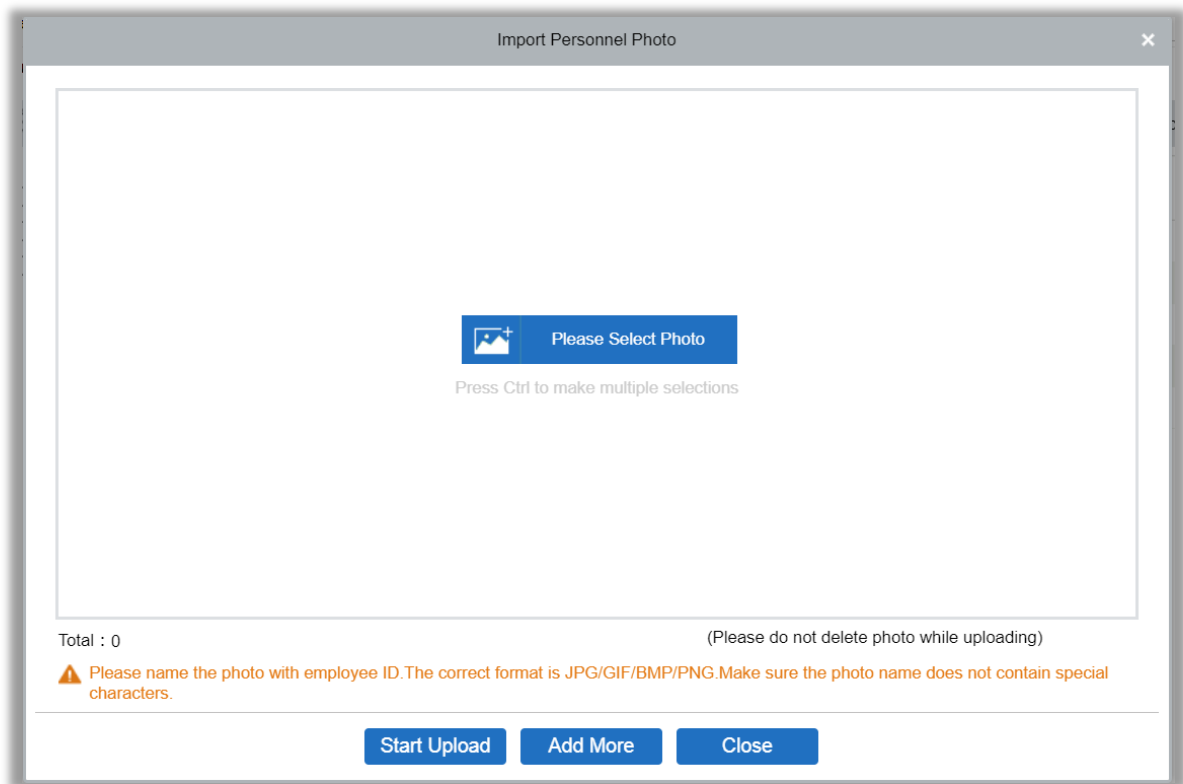 Import Personnel Photo
Please Select Photo
Press Ctrl to make multiple selections
Total：0
(Please do not delete photo while uploading)
Please name the photo with employee ID.The correct format is JPG/GIF/BMP/PNG.Make sure the photo name does not contain special
characters.
Start Upload
Add More
Close